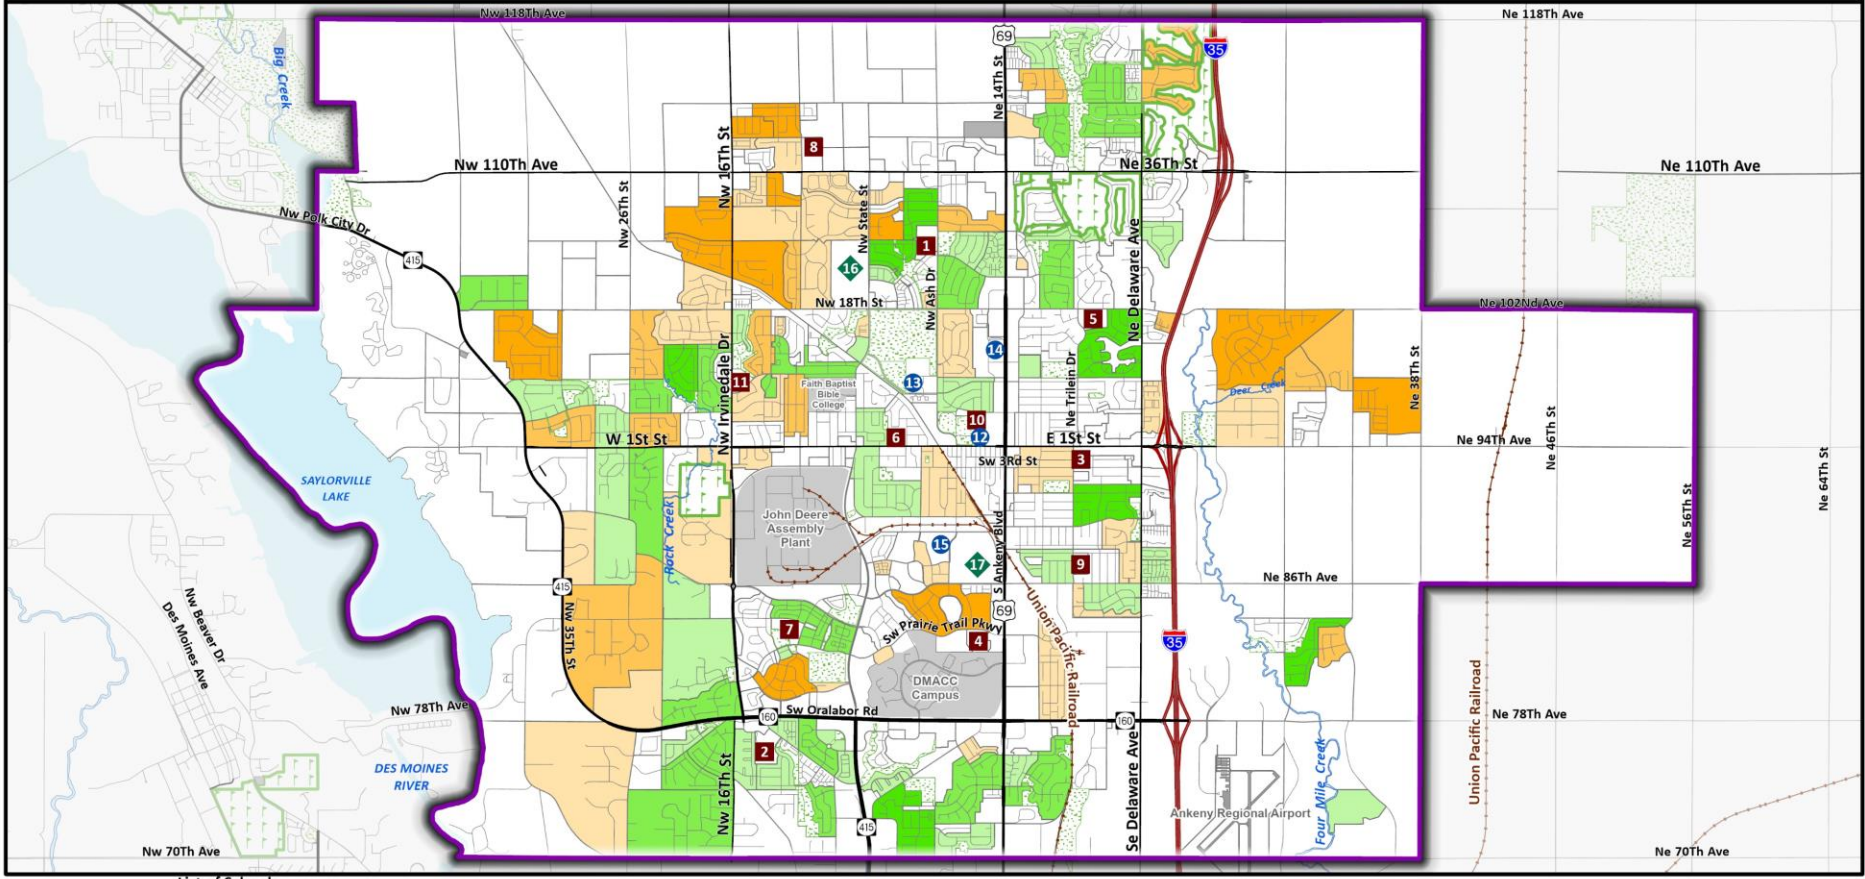 Nw 118Th Ave
Ne 118Th Ave
69
35
Big Creek
Ne 14Th St
Nw 16Th St
8
Nw 110Th Ave
Ne 36Th St
Ne 110Th Ave
Nw 26Th St
Nw State St
Nw Polk City Dr
415
1
16
Ne Delaware Ave
Nw Ash Dr
Nw 18Th St
Ne 102Nd Ave
5
14
Nw Irvinedale Dr
11
Faith Baptist
Bible
College
13
Ne Trilein Dr
Deer Creek
Ne 38Th St
10
6
12
W 1St St
E 1St St
Ne 94Th Ave
Ne 46Th St
Sw 3Rd St
3
SAYLORVILLE
LAKE
Ne 64Th St
John Deere
Assembly
Plant
Rock Creek
S Ankeny Blvd
Ne 56Th St
15
17
9
415
Ne 86Th Ave
Nw Beaver Dr
Des Moines Ave
Nw 35Th St
69
Union Pacific Railroad
7
Sw Prairie Trail Pkwy
4
35
DMACC
Campus
Union Pacific Railroad
Nw 78Th Ave
Sw Oralabor Rd
160
160
Ne 78Th Ave
2
DES MOINES
RIVER
Nw 16Th St
Se Delaware Ave
Four Mile Creek
Ankeny Regional Airport
415
Nw 70Th Ave
Ne 70Th Ave